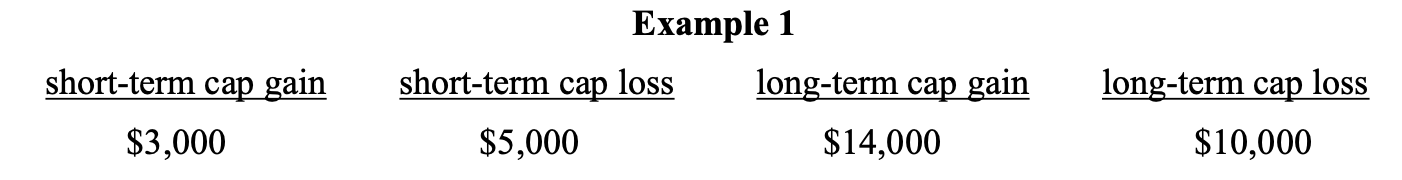 Example 1
short-term cap gain short-term cap loss long-term cap gain long-term cap loss
$3,000 $5,000 $14,000 $10,000